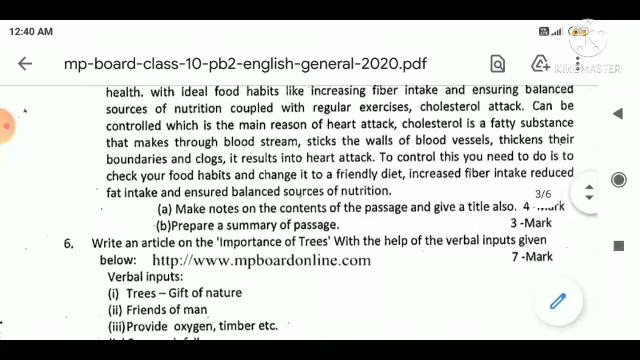 12:40 AM
mp-board-class-10-pb2-english-general-2020.pdf
KINEMASTER
health. with ideal food habits like increasing fiber intake and ensuring balanced
sources of nutrition coupled with regular exercises, cholesterol attack. Can be
controlled which is the main reason of heart attack, cholesterol is a fatty substance
that makes through blood stream, sticks the walls of blood vessels, thickens their
boundaries and clogs, it results into heart attack. To control this you need to do is to
check your food habits and change it to a friendly diet, increased fiber intake reduced
fat intake and ensured balanced sources of nutrition.
3/6
(a) Make notes on the contents of the passage and give a title also. 4 -Mark
(b)Prepare a summary of passage. 3 -Mark
6. Write an article on the 'Importance of Trees' With the help of the verbal inputs given
below: http://www.mpboardonline.com 7 -Mark
Verbal inputs:
(i) Trees – Gift of nature
(ii) Friends of man
(iii)Provide oxygen, timber etc.